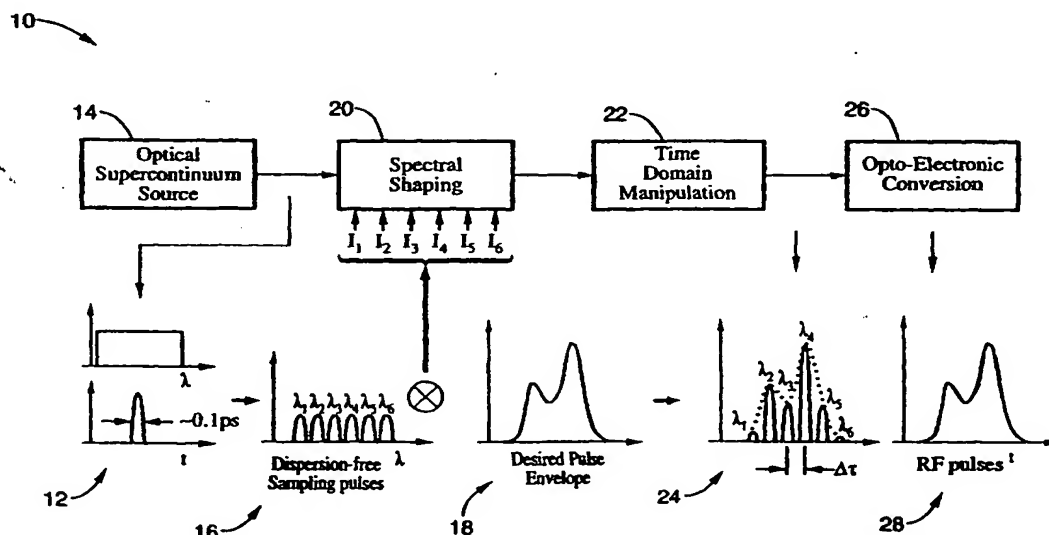 10
14
20
22
26
Optical
Supercontinuum
Source
Spectral
Shaping
Time
Domain
Manipulation
Opto-Electronic
Conversion
I1 I2 I3 I4 I5 I6
λ
~0.1ps
t
12
λ1 λ2 λ3 λ4 λ5 λ6
λ
Dispersion-free
Sampling pulses
16
Desired Pulse
Envelope
18
λ1 λ2 λ3 λ4 λ5 λ6
Δτ
24
RF pulses t
28